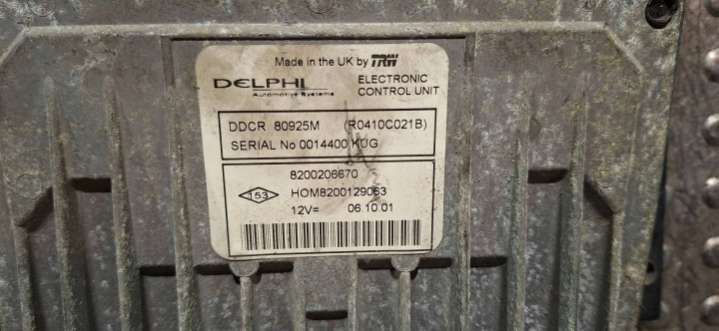 Made in the UK by TRW
DELPHI
Automotive Systems
ELECTRONIC
CONTROL UNIT
DDCR 80925M (R0410C021B)
SERIAL No 0014400 KUG
8200206670
153
HOM8200129063
12V= 06.10.01